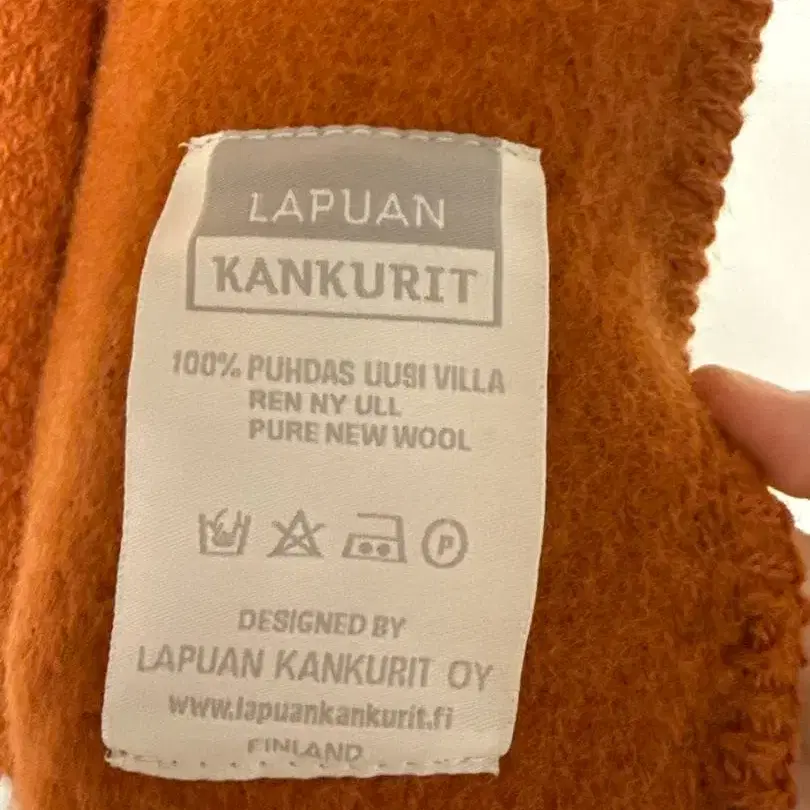 LAPUAN
KANKURIT
100% PUHDAS UUSI VILLA
REN NY ULL
PURE NEW WOOL
P
DESIGNED BY
LAPUAN KANKURIT OY
www.lapuankankurit.fi
FINLAND